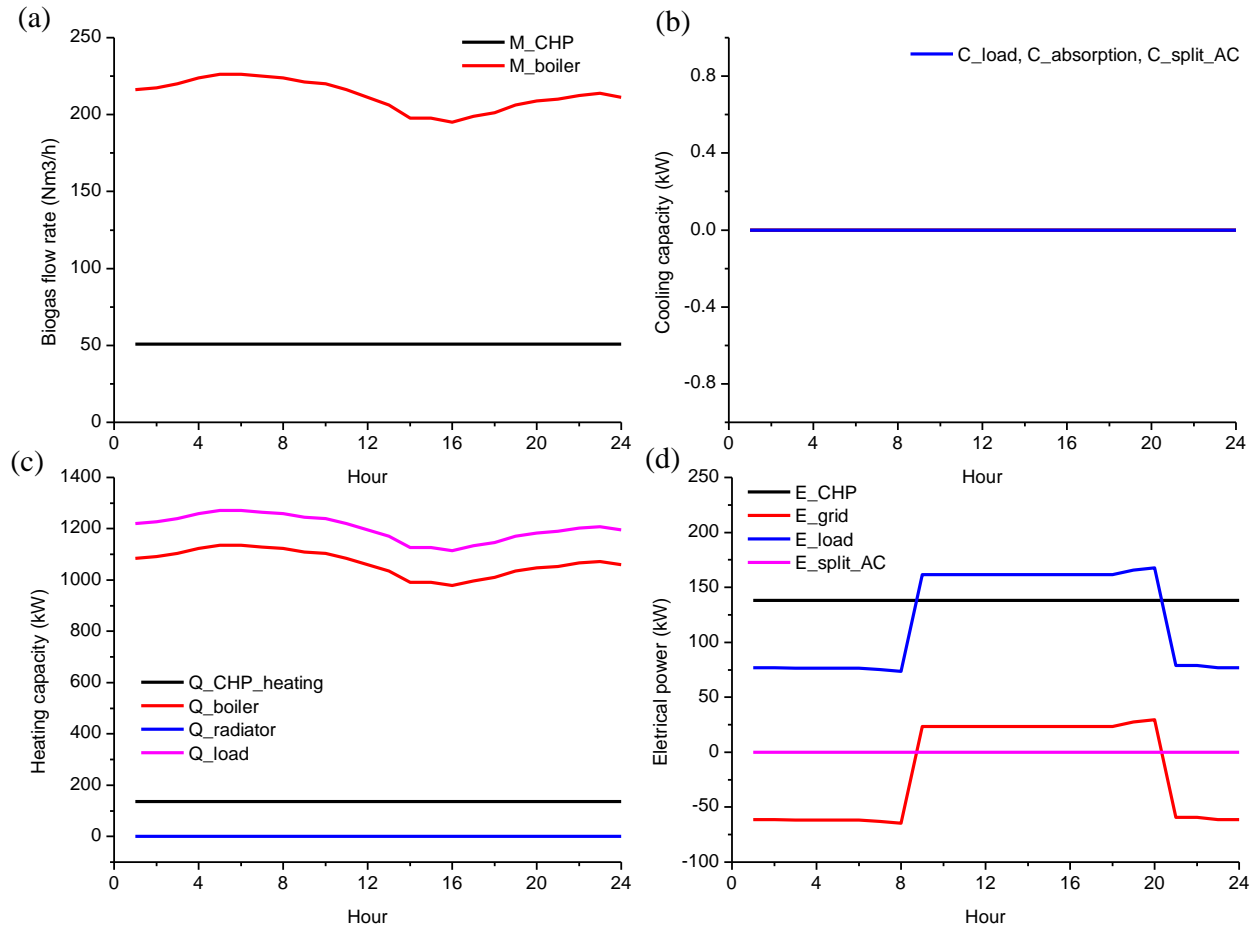 (a)
M_CHP
M_boiler
250
200
150
100
50
0
Biogas flow rate (Nm3/h)
0 4 8 12 16 20 24
Hour
(b)
C_load, C_absorption, C_split_AC
0.8
0.4
0.0
-0.4
-0.8
Cooling capacity (kW)
0 4 8 12 16 20 24
Hour
(c)
1400
1200
1000
800
600
400
200
0
Heating capacity (kW)
Q_CHP_heating
Q_boiler
Q_radiator
Q_load
0 4 8 12 16 20 24
Hour
(d)
250
200
150
100
50
0
-50
-100
Eletrical power (kW)
E_CHP
E_grid
E_load
E_split_AC
0 4 8 12 16 20 24
Hour